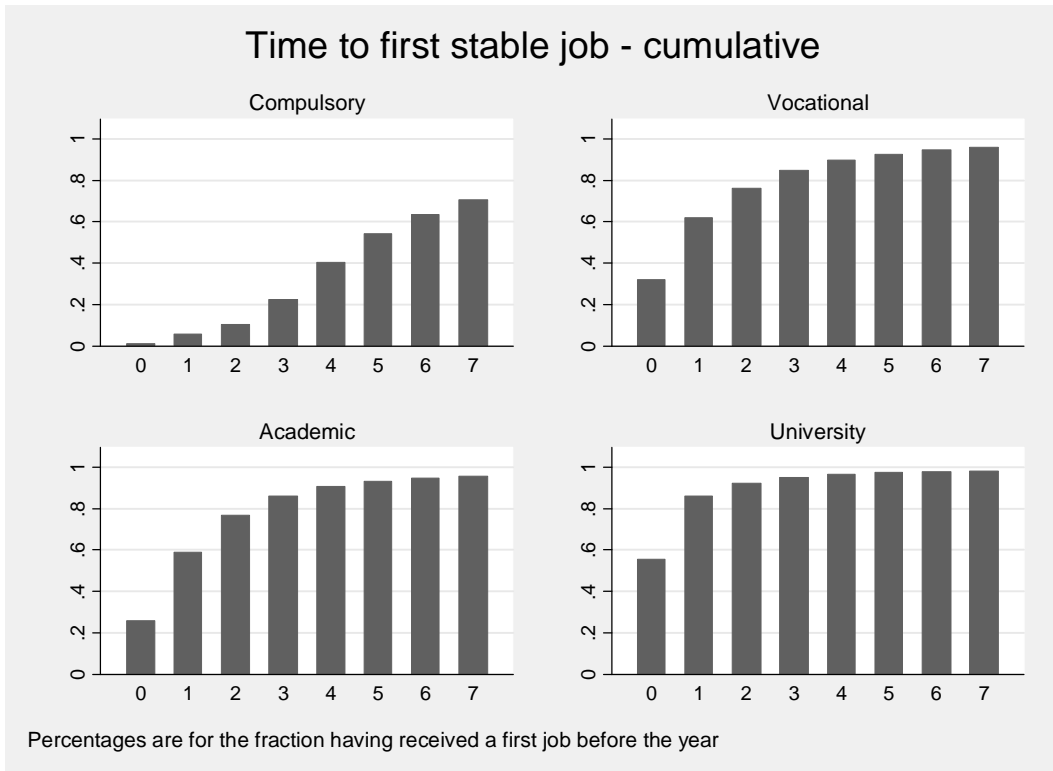 Time to first stable job - cumulative
Compulsory
Vocational
1
.8
.6
.4
.2
0
0 1 2 3 4 5 6 7
1
.8
.6
.4
.2
0
0 1 2 3 4 5 6 7
Academic
University
1
.8
.6
.4
.2
0
0 1 2 3 4 5 6 7
1
.8
.6
.4
.2
0
0 1 2 3 4 5 6 7
Percentages are for the fraction having received a first job before the year